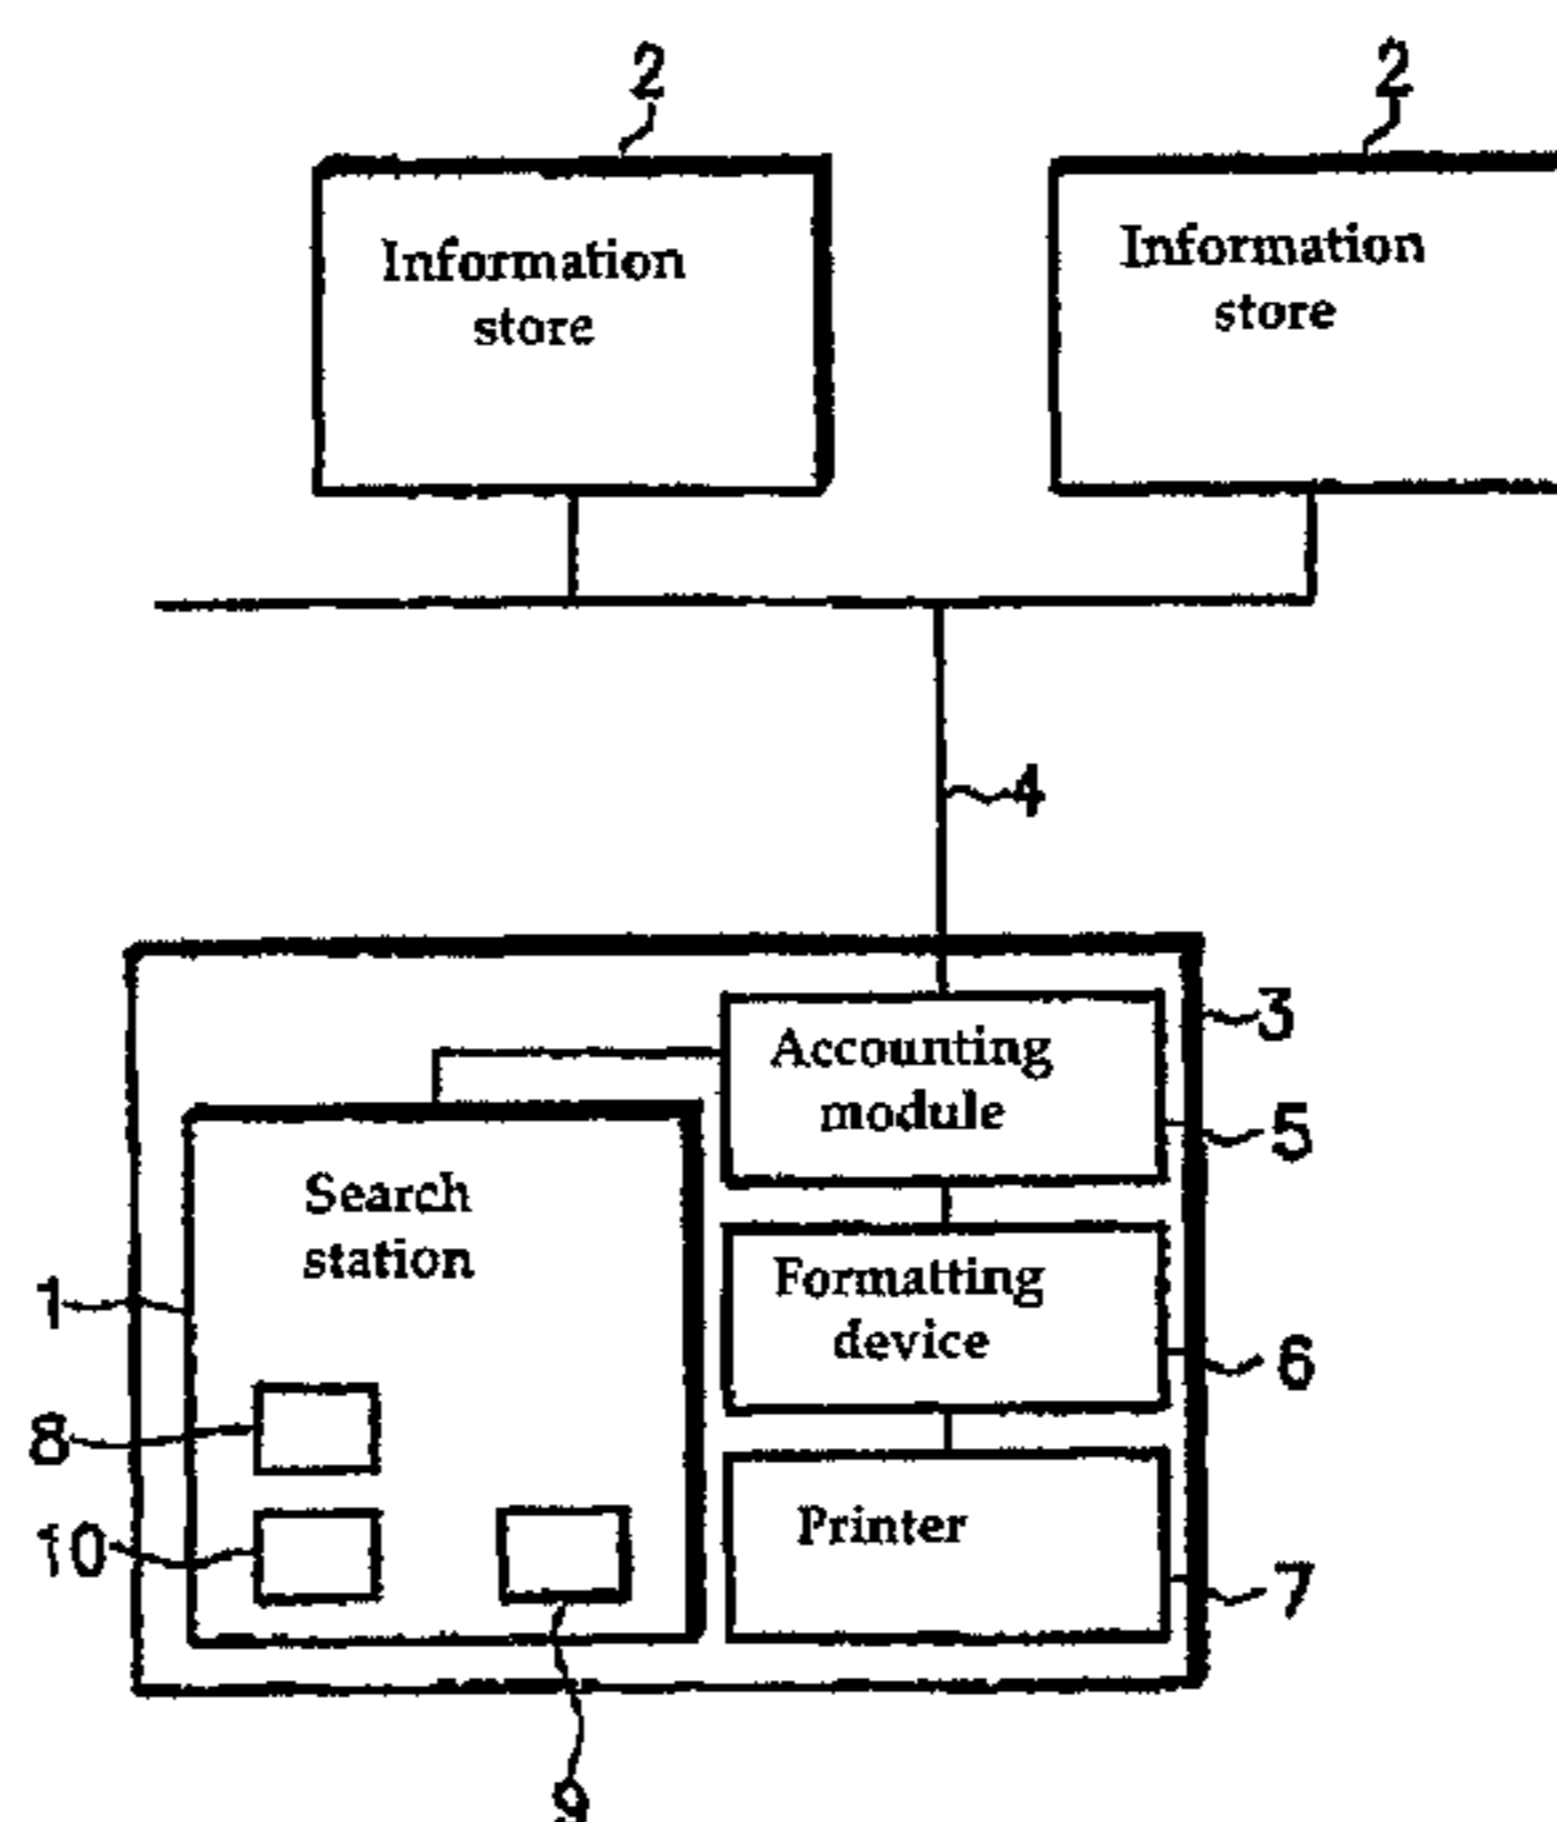 2
2
Information
store
Information
store
4
3
Accounting
module
5
Search
station
1
Formatting
device
6
8
Printer
10
7
9